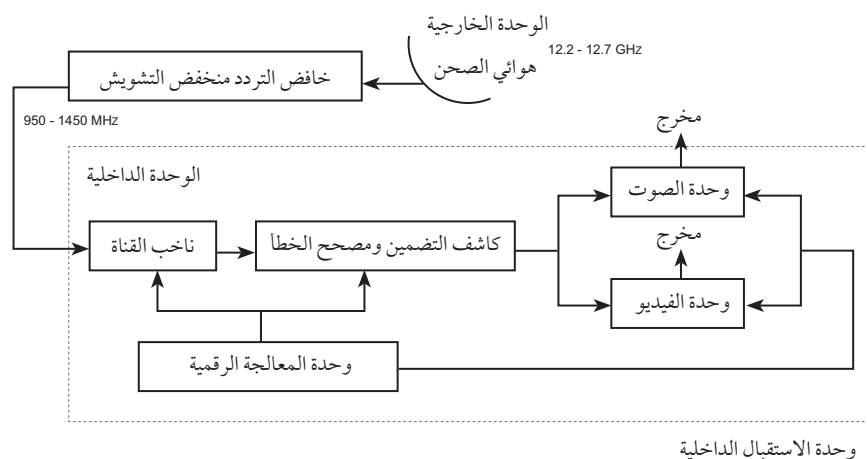 الوحدة الخارجية
هوائي الصحن
12.2 - 12.7 GHz
خافض التردد منخفض التشويش
950 - 1450 MHz
مخرج
الوحدة الداخلية
وحدة الصوت
ناخب القناة
كاشف التضمين ومصحح الخطأ
مخرج
وحدة الفيديو
وحدة المعالجة الرقمية
وحدة الاستقبال الداخلية